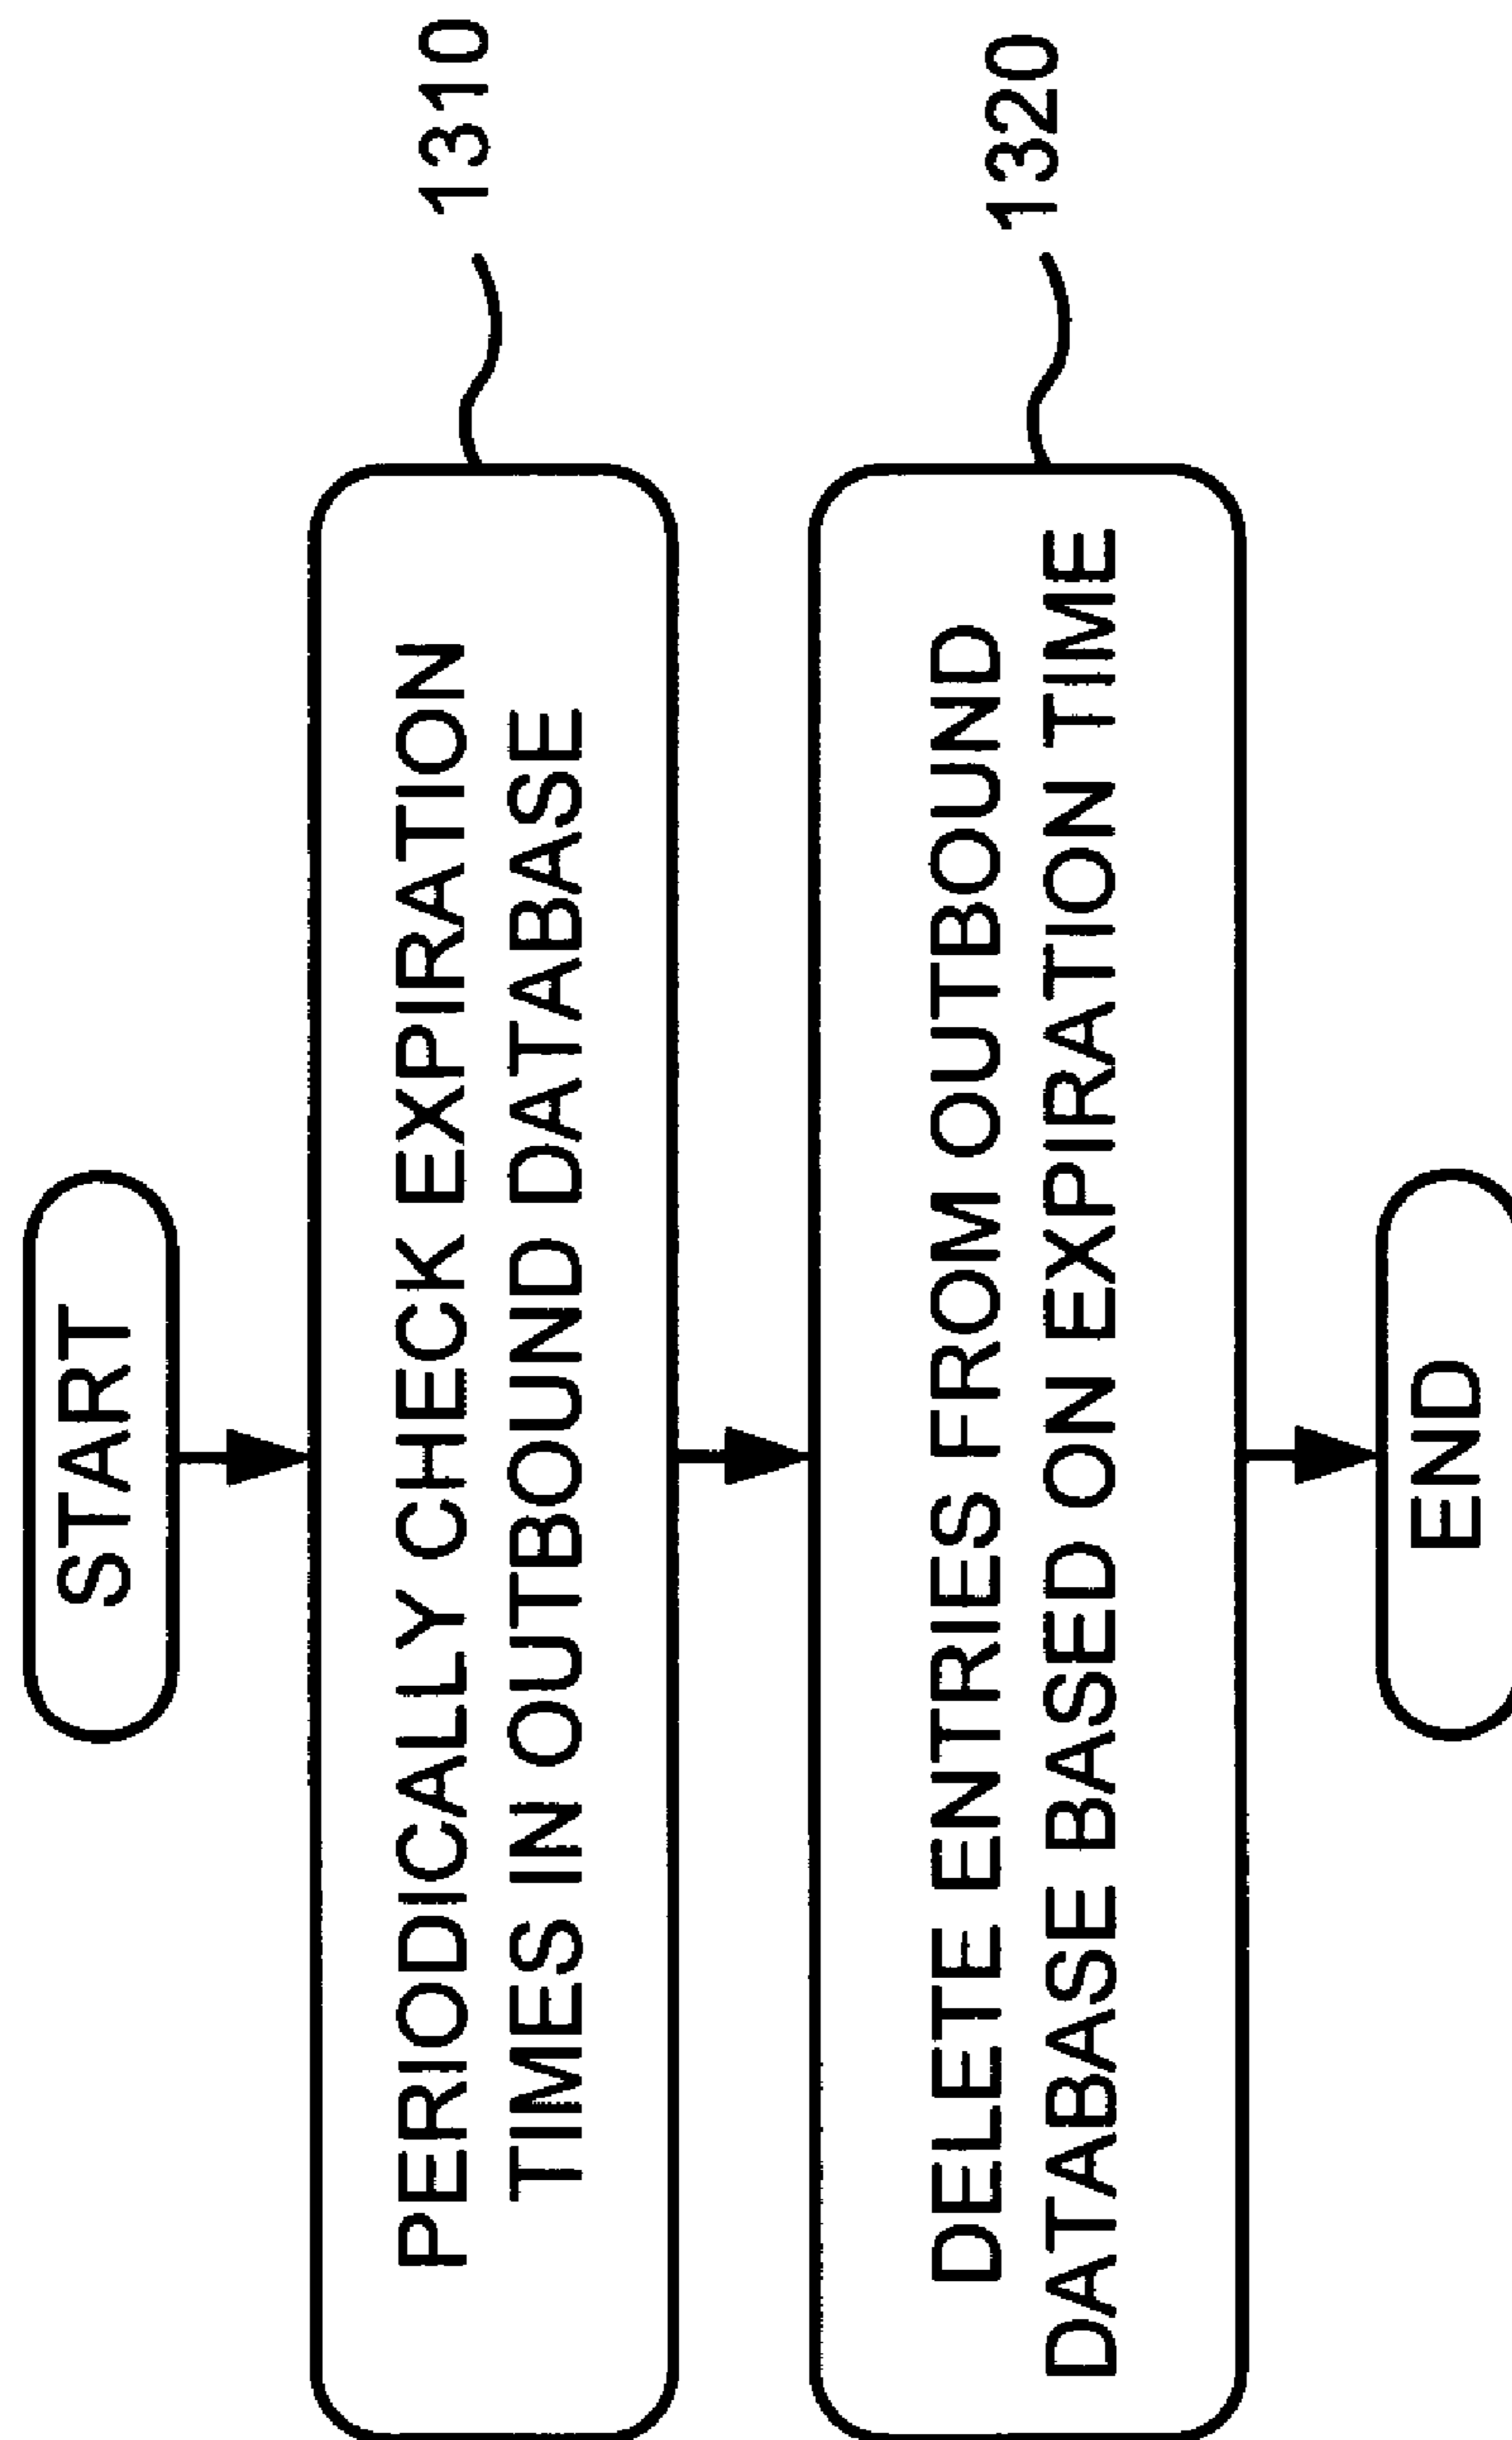 START
PERIODICALLY CHECK EXPIRATION
TIMES IN OUTBOUND DATABASE
1310
DELETE ENTRIES FROM OUTBOUND
DATABASE BASED ON EXPIRATION TIME
1320
END